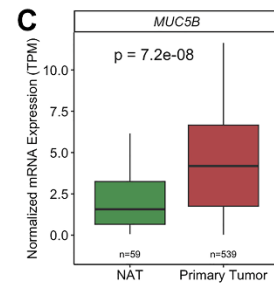 C
MUC5B
p = 7.2e-08
Normalized mRNA Expression (TPM)
10.0
7.5
5.0
2.5
0.0
n=59
n=539
NAT
Primary Tumor